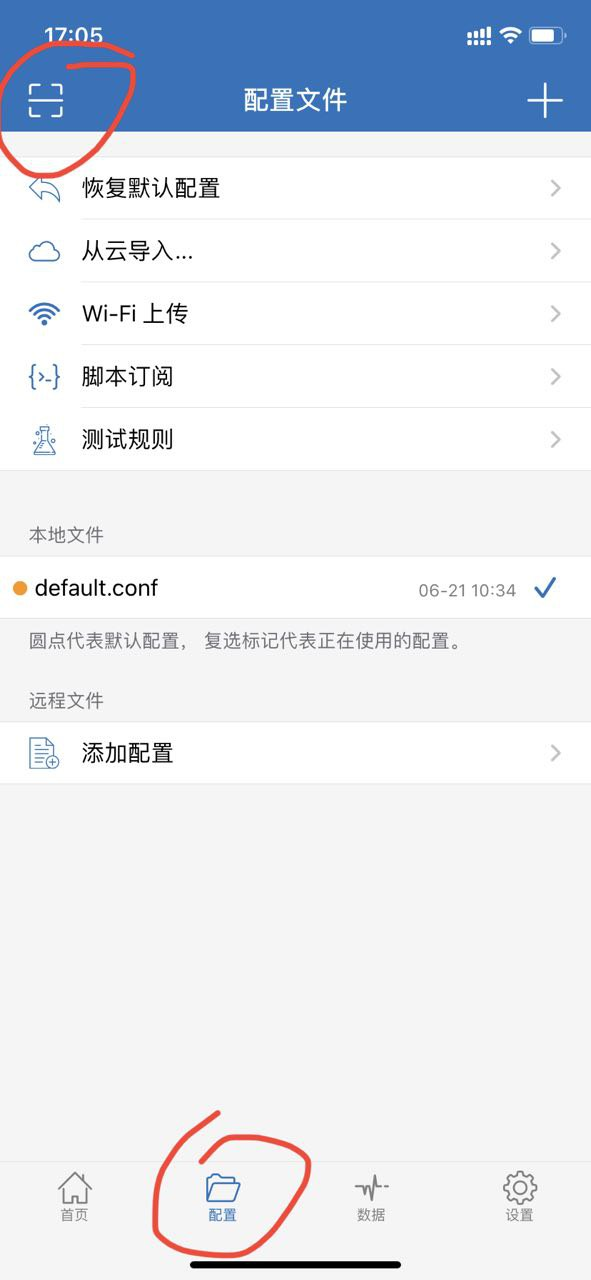 17:05
配置文件
恢复默认配置
从云导入...
Wi-Fi 上传
脚本订阅
测试规则
本地文件
default.conf 06-21 10:34
圆点代表默认配置， 复选标记代表正在使用的配置。
远程文件
添加配置
首页 配置 数据 设置